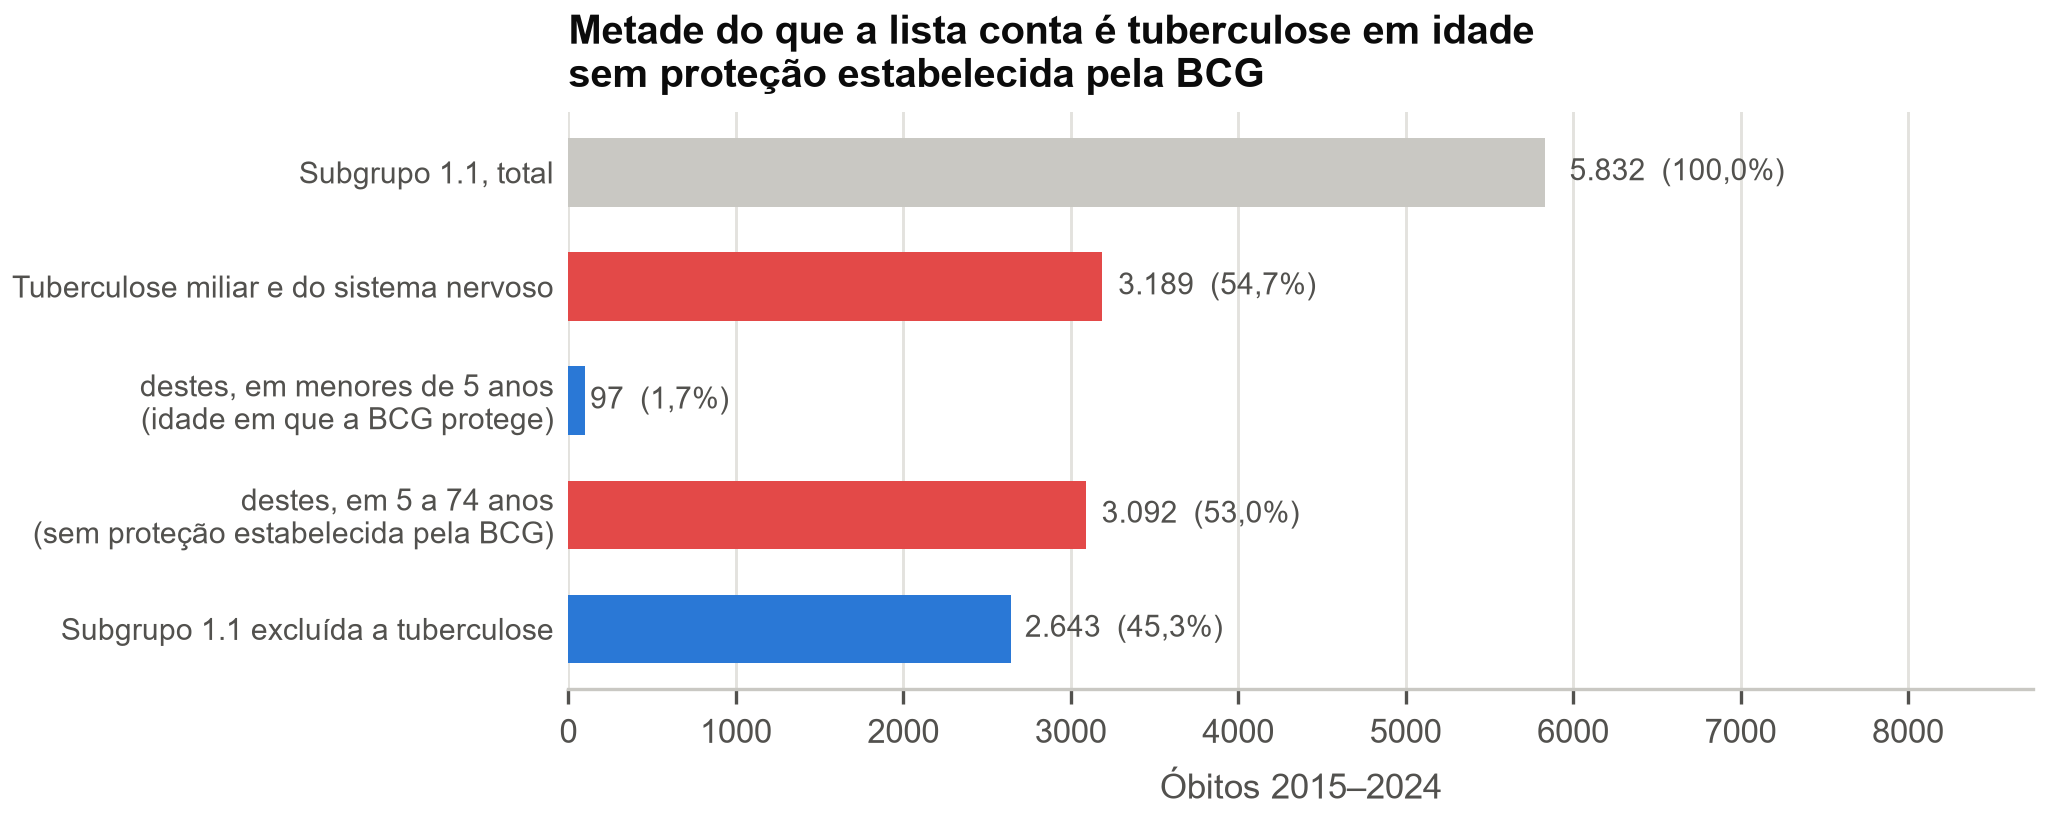 Metade do que a lista conta é tuberculose em idade
sem proteção estabelecida pela BCG
Subgrupo 1.1, total
5.832 (100,0%)
Tuberculose miliar e do sistema nervoso
3.189 (54,7%)
destes, em menores de 5 anos
(idade em que a BCG protege)
97 (1,7%)
destes, em 5 a 74 anos
(sem proteção estabelecida pela BCG)
3.092 (53,0%)
Subgrupo 1.1 excluída a tuberculose
2.643 (45,3%)
0 1000 2000 3000 4000 5000 6000 7000 8000
Óbitos 2015–2024